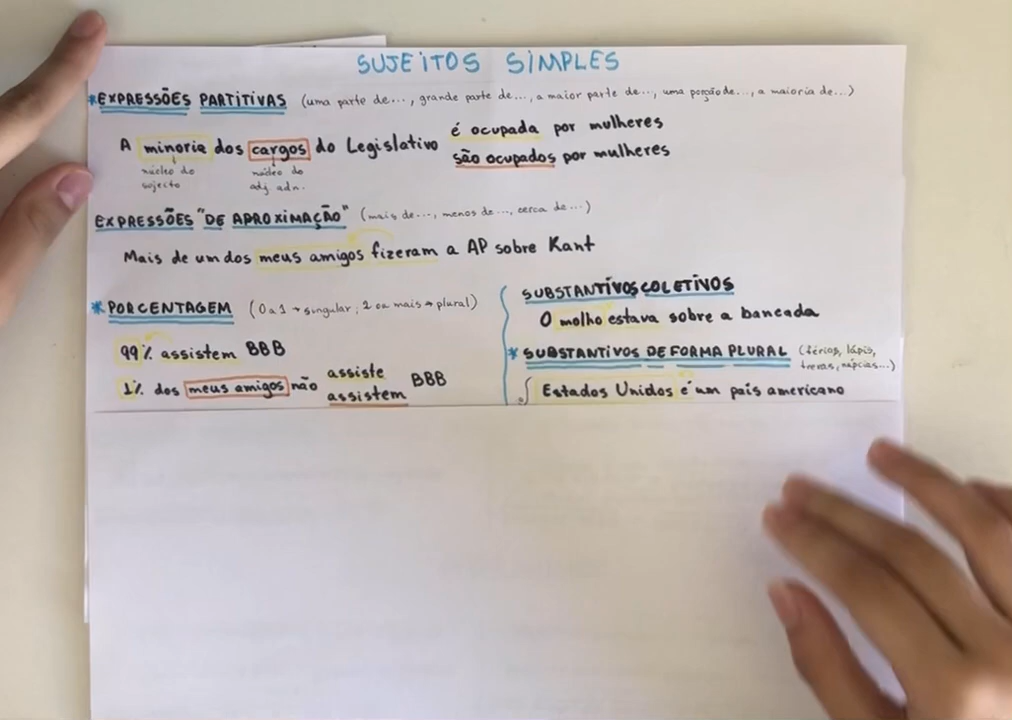 SUJEITOS SIMPLES
*EXPRESSÕES PARTITIVAS (uma parte de..., grande parte de..., a maior parte de..., uma porção de..., a maioria de...)
A minoria dos cargos do Legislativo é ocupada por mulheres
são ocupados por mulheres
núcleo do sujeito
núcleo do adj. adn.
EXPRESSÕES "DE APROXIMAÇÃO" (mais de..., menos de..., cerca de...)
Mais de um dos meus amigos fizeram a AP sobre Kant
*PORCENTAGEM (0 a 1 → singular; 2 ou mais → plural)
99% assistem BBB
1% dos meus amigos não assiste BBB
assistem
SUBSTANTIVOS COLETIVOS
O molho estava sobre a bancada
* SUBSTANTIVOS DE FORMA PLURAL (férias, lápis,
trevas, núpcias...)
Estados Unidos é um país americano